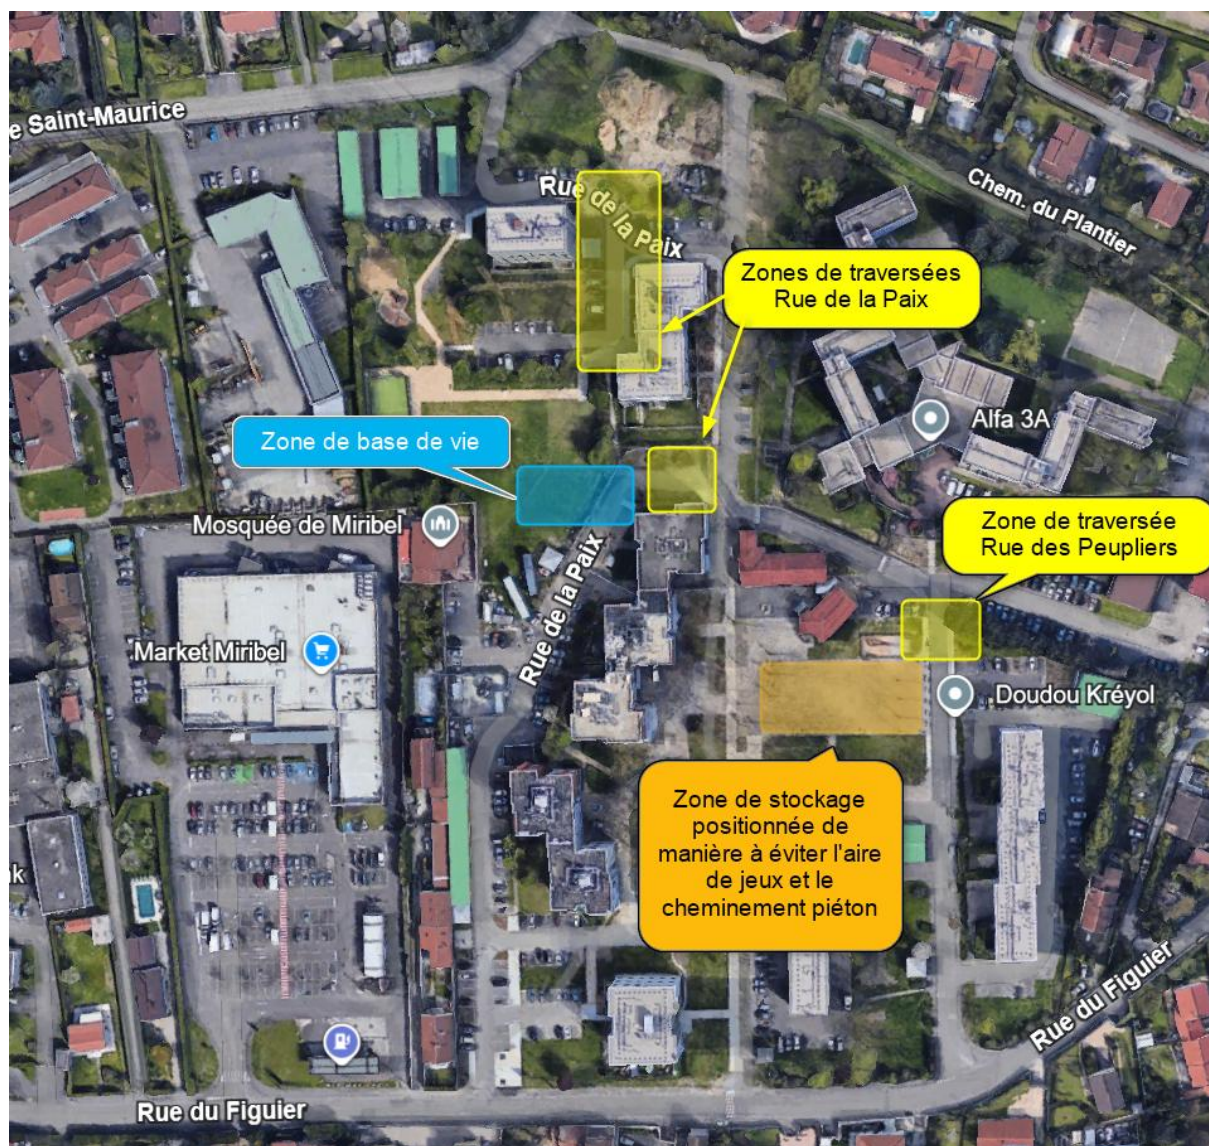 e Saint-Maurice
Rue de la Paix
Chem. du Plantier
Zones de traversées
Rue de la Paix
Alfa 3A
Zone de base de vie
Mosquée de Miribel
Zone de traversée
Rue des Peupliers
Rue de la Paix
Market Miribel
Doudou Kréyol
Zone de stockage
positionnée de
manière à éviter l'aire
de jeux et le
cheminement piéton
k
Rue du Figuier
Rue du Figuier